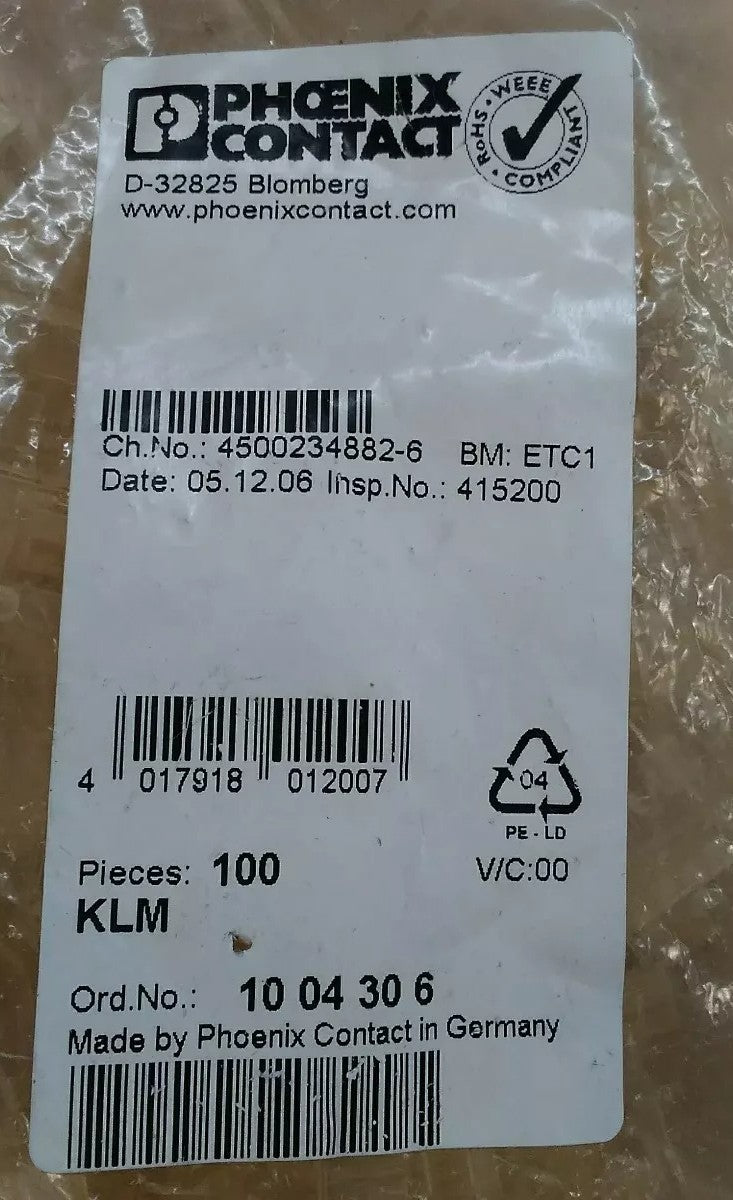 PHŒNIX
CONTACT
RoHS • WEEE • COMPLIANT
D-32825 Blomberg
www.phoenixcontact.com
Ch.No.: 4500234882-6 BM: ETC1
Date: 05.12.06 Insp.No.: 415200
4 017918 012007
04
PE - LD
Pieces: 100 V/C:00
KLM
Ord.No.: 10 04 30 6
Made by Phoenix Contact in Germany